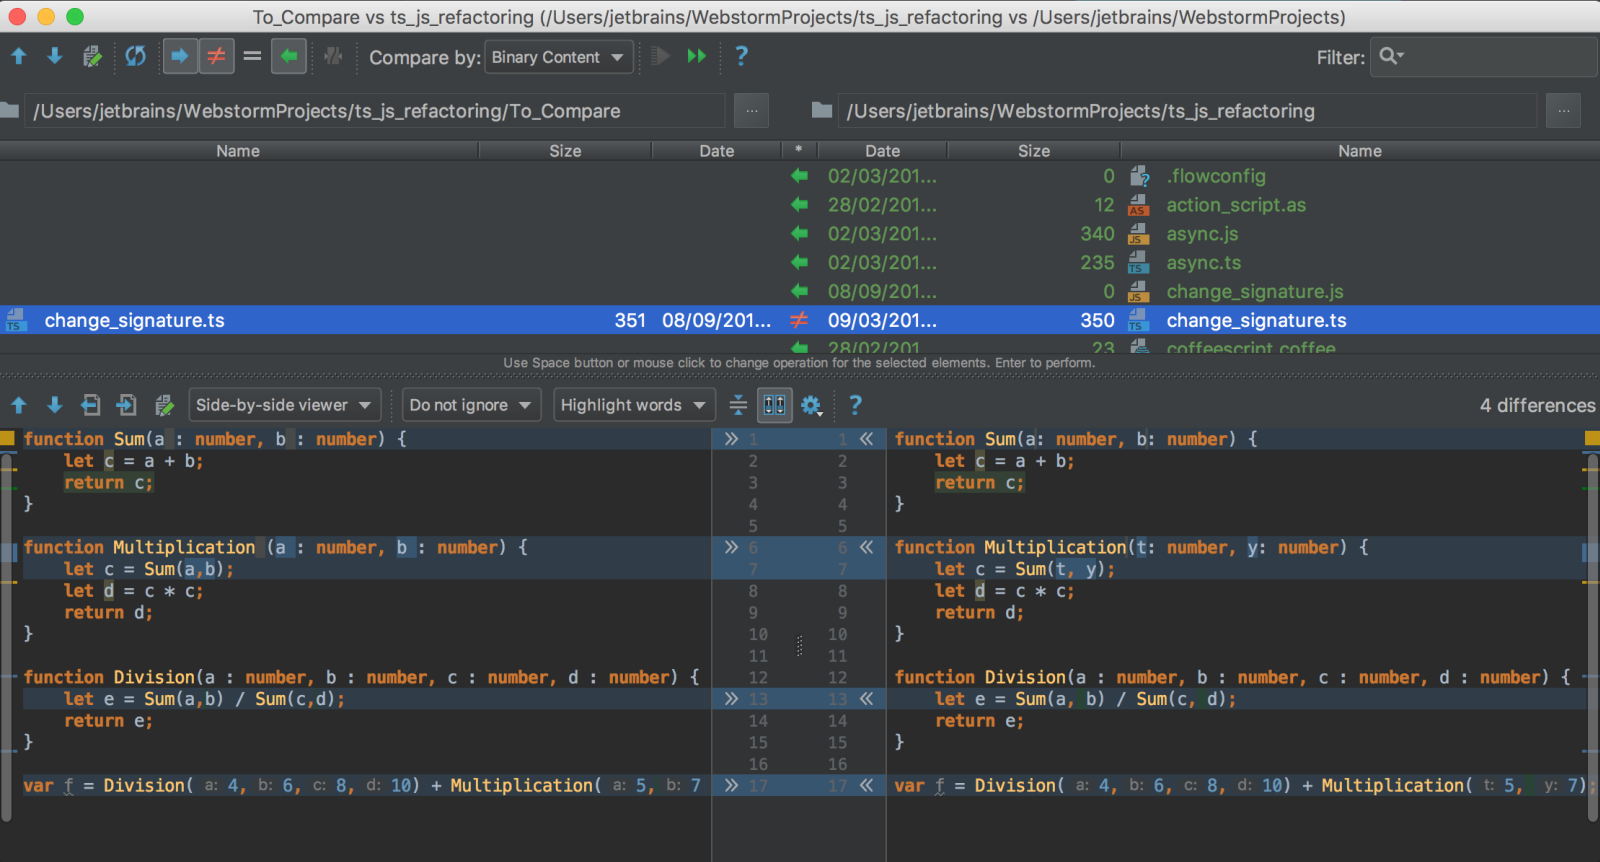 To_Compare vs ts_js_refactoring (/Users/jetbrains/WebstormProjects/ts_js_refactoring vs /Users/jetbrains/WebstormProjects)
Compare by: Binary Content ? Filter:
/Users/jetbrains/WebstormProjects/ts_js_refactoring/To_Compare ... /Users/jetbrains/WebstormProjects/ts_js_refactoring ...
Name Size Date * Date Size Name
02/03/201... 0 .flowconfig
28/02/201... 12 AS action_script.as
02/03/201... 340 JS async.js
02/03/201... 235 TS async.ts
08/09/201... 0 JS change_signature.js
TS change_signature.ts 351 08/09/201... ≠ 09/03/201... 350 TS change_signature.ts
28/02/201 23 coffeescript.coffee
Use Space button or mouse click to change operation for the selected elements. Enter to perform.
Side-by-side viewer Do not ignore Highlight words ? 4 differences
function Sum(a : number, b : number) { » 1 1 « function Sum(a: number, b: number) {
let c = a + b; 2 2 let c = a + b;
return c; 3 3 return c;
} 4 4 }
5 5
function Multiplication (a : number, b : number) { » 6 6 « function Multiplication(t: number, y: number) {
let c = Sum(a,b); 7 7 let c = Sum(t, y);
let d = c * c; 8 8 let d = c * c;
return d; 9 9 return d;
} 10 10 }
11 11
function Division(a : number, b : number, c : number, d : number) { 12 12 function Division(a : number, b : number, c : number, d : number) {
let e = Sum(a,b) / Sum(c,d); » 13 13 « let e = Sum(a, b) / Sum(c, d);
return e; 14 14 return e;
} 15 15 }
16 16
var f = Division( a: 4, b: 6, c: 8, d: 10) + Multiplication( a: 5, b: 7 » 17 17 « var f = Division( a: 4, b: 6, c: 8, d: 10) + Multiplication( t: 5, y: 7);